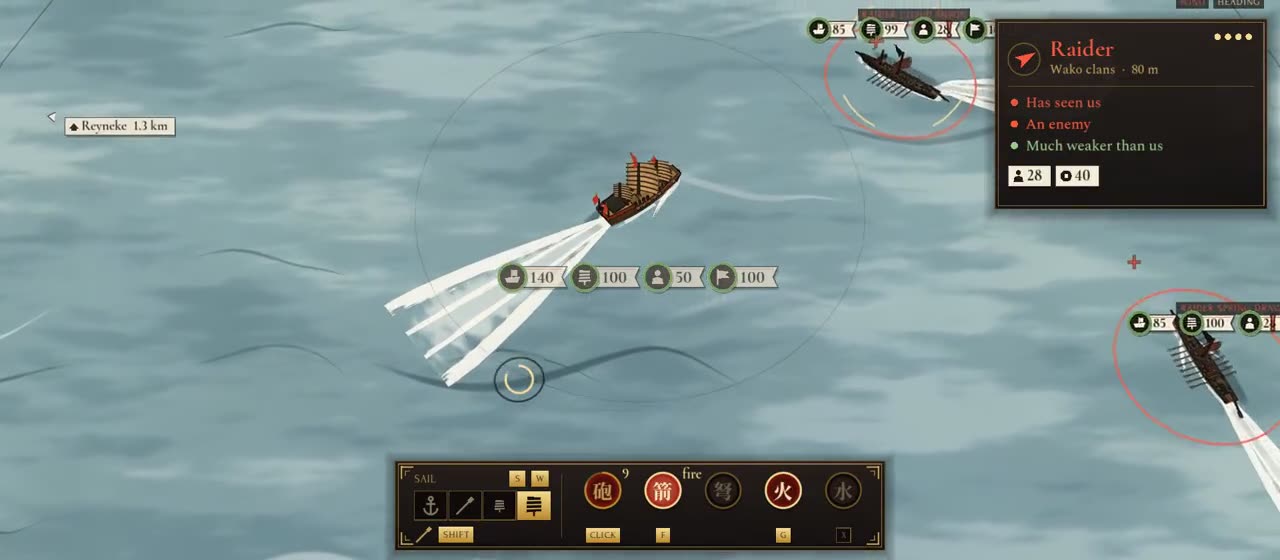 HEADING
85
99
28
Raider
Wako clans · 80 m
Has seen us
An enemy
Much weaker than us
28
40
Reyneke 1.3 km
140
100
50
100
85
100
SAIL
S
W
SHIFT
砲
9
箭
fire
弩
火
水
CLICK
F
G
X